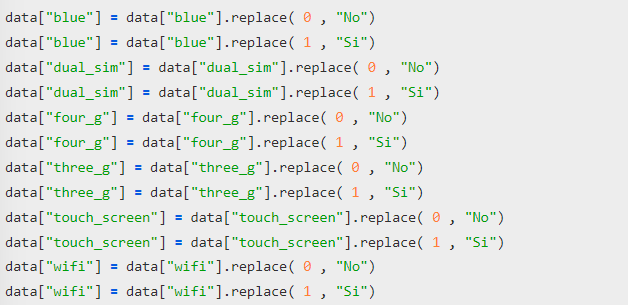 data["blue"] = data["blue"].replace( 0 , "No")
data["blue"] = data["blue"].replace( 1 , "Si")
data["dual_sim"] = data["dual_sim"].replace( 0 , "No")
data["dual_sim"] = data["dual_sim"].replace( 1 , "Si")
data["four_g"] = data["four_g"].replace( 0 , "No")
data["four_g"] = data["four_g"].replace( 1 , "Si")
data["three_g"] = data["three_g"].replace( 0 , "No")
data["three_g"] = data["three_g"].replace( 1 , "Si")
data["touch_screen"] = data["touch_screen"].replace( 0 , "No")
data["touch_screen"] = data["touch_screen"].replace( 1 , "Si")
data["wifi"] = data["wifi"].replace( 0 , "No")
data["wifi"] = data["wifi"].replace( 1 , "Si")